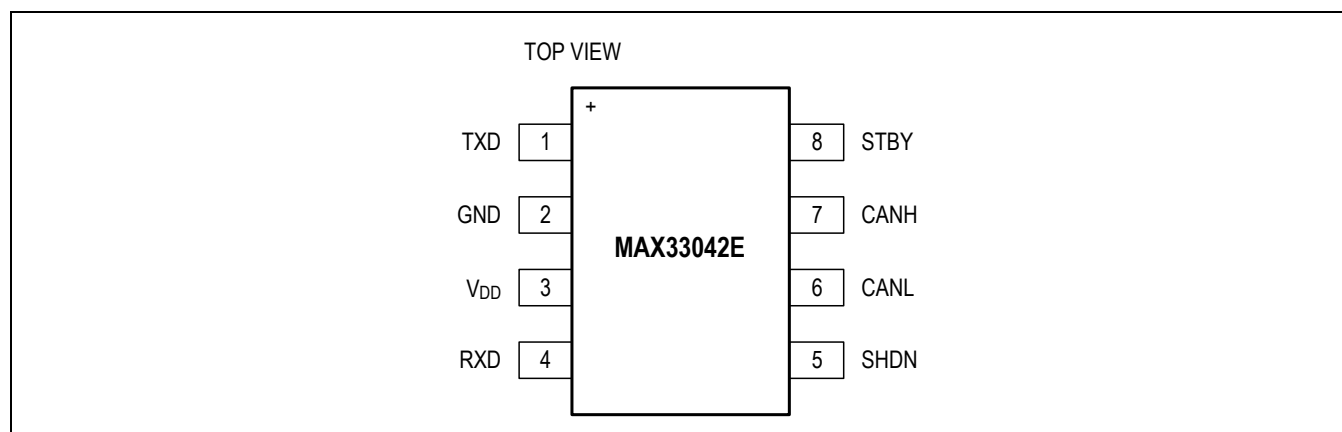 TOP VIEW
+
TXD 1 8 STBY
GND 2 7 CANH
MAX33042E
VDD 3 6 CANL
RXD 4 5 SHDN